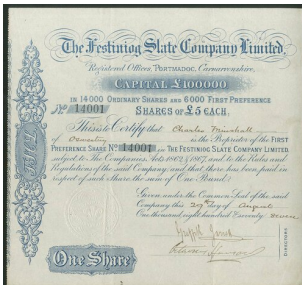 The Festiniog Slate Company Limited.
Registered Offices, Portmadoc, Carnarvonshire.
CAPITAL £100000
IN 14000 ORDINARY SHARES AND 6000 FIRST PREFERENCE
SHARES OF £5 EACH.
No 14001
This is to Certify that Charles Minshall
of Oswestry is the Proprietor of the FIRST
PREFERENCE SHARE No 14001 in THE FESTINIOG SLATE COMPANY LIMITED.
subject to The Companies Acts 1862 & 1867, and to the Rules and
Regulations of the said Company; and that there has been paid in
respect of such Share the sum of One Pound.
Given under the Common Seal of the said
Company this 29th day of August
One thousand eight hundred & seventy seven
One Share
DIRECTORS